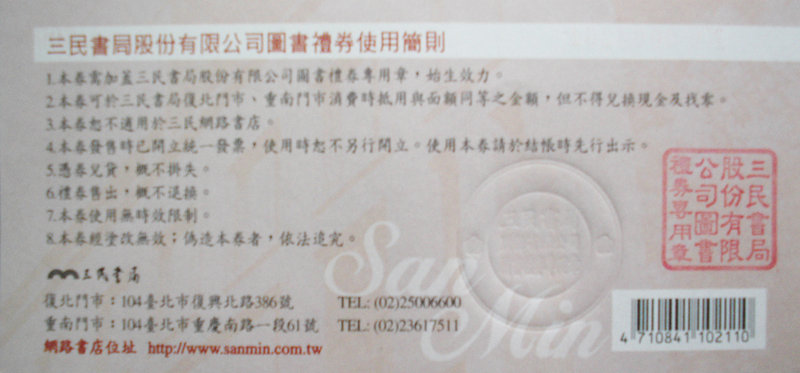 三民書局股份有限公司圖書禮券使用簡則
1.本券需加蓋三民書局股份有限公司圖書禮券專用章，始生效力。
2.本券可於三民書局復北門市、重南門市消費時抵用與面額同等之金額，但不得兌換現金及找零。
3.本券恕不適用於三民網路書店。
4.本券發售時已開立統一發票，使用時恕不另行開立。使用本券請於結帳時先行出示。
5.憑券兌貨，概不掛失。
6.禮券售出，概不退換。
7.本券使用無時效限制。
8.本券經塗改無效；偽造本券者，依法追究。
三民書局
復北門市：104臺北市復興北路386號 TEL: (02)25006600
重南門市：104臺北市重慶南路一段61號 TEL: (02)23617511
網路書店位址 http://www.sanmin.com.tw
San Min
三民書局
股份有限
公司圖書
禮券專用章
4 710841 102110